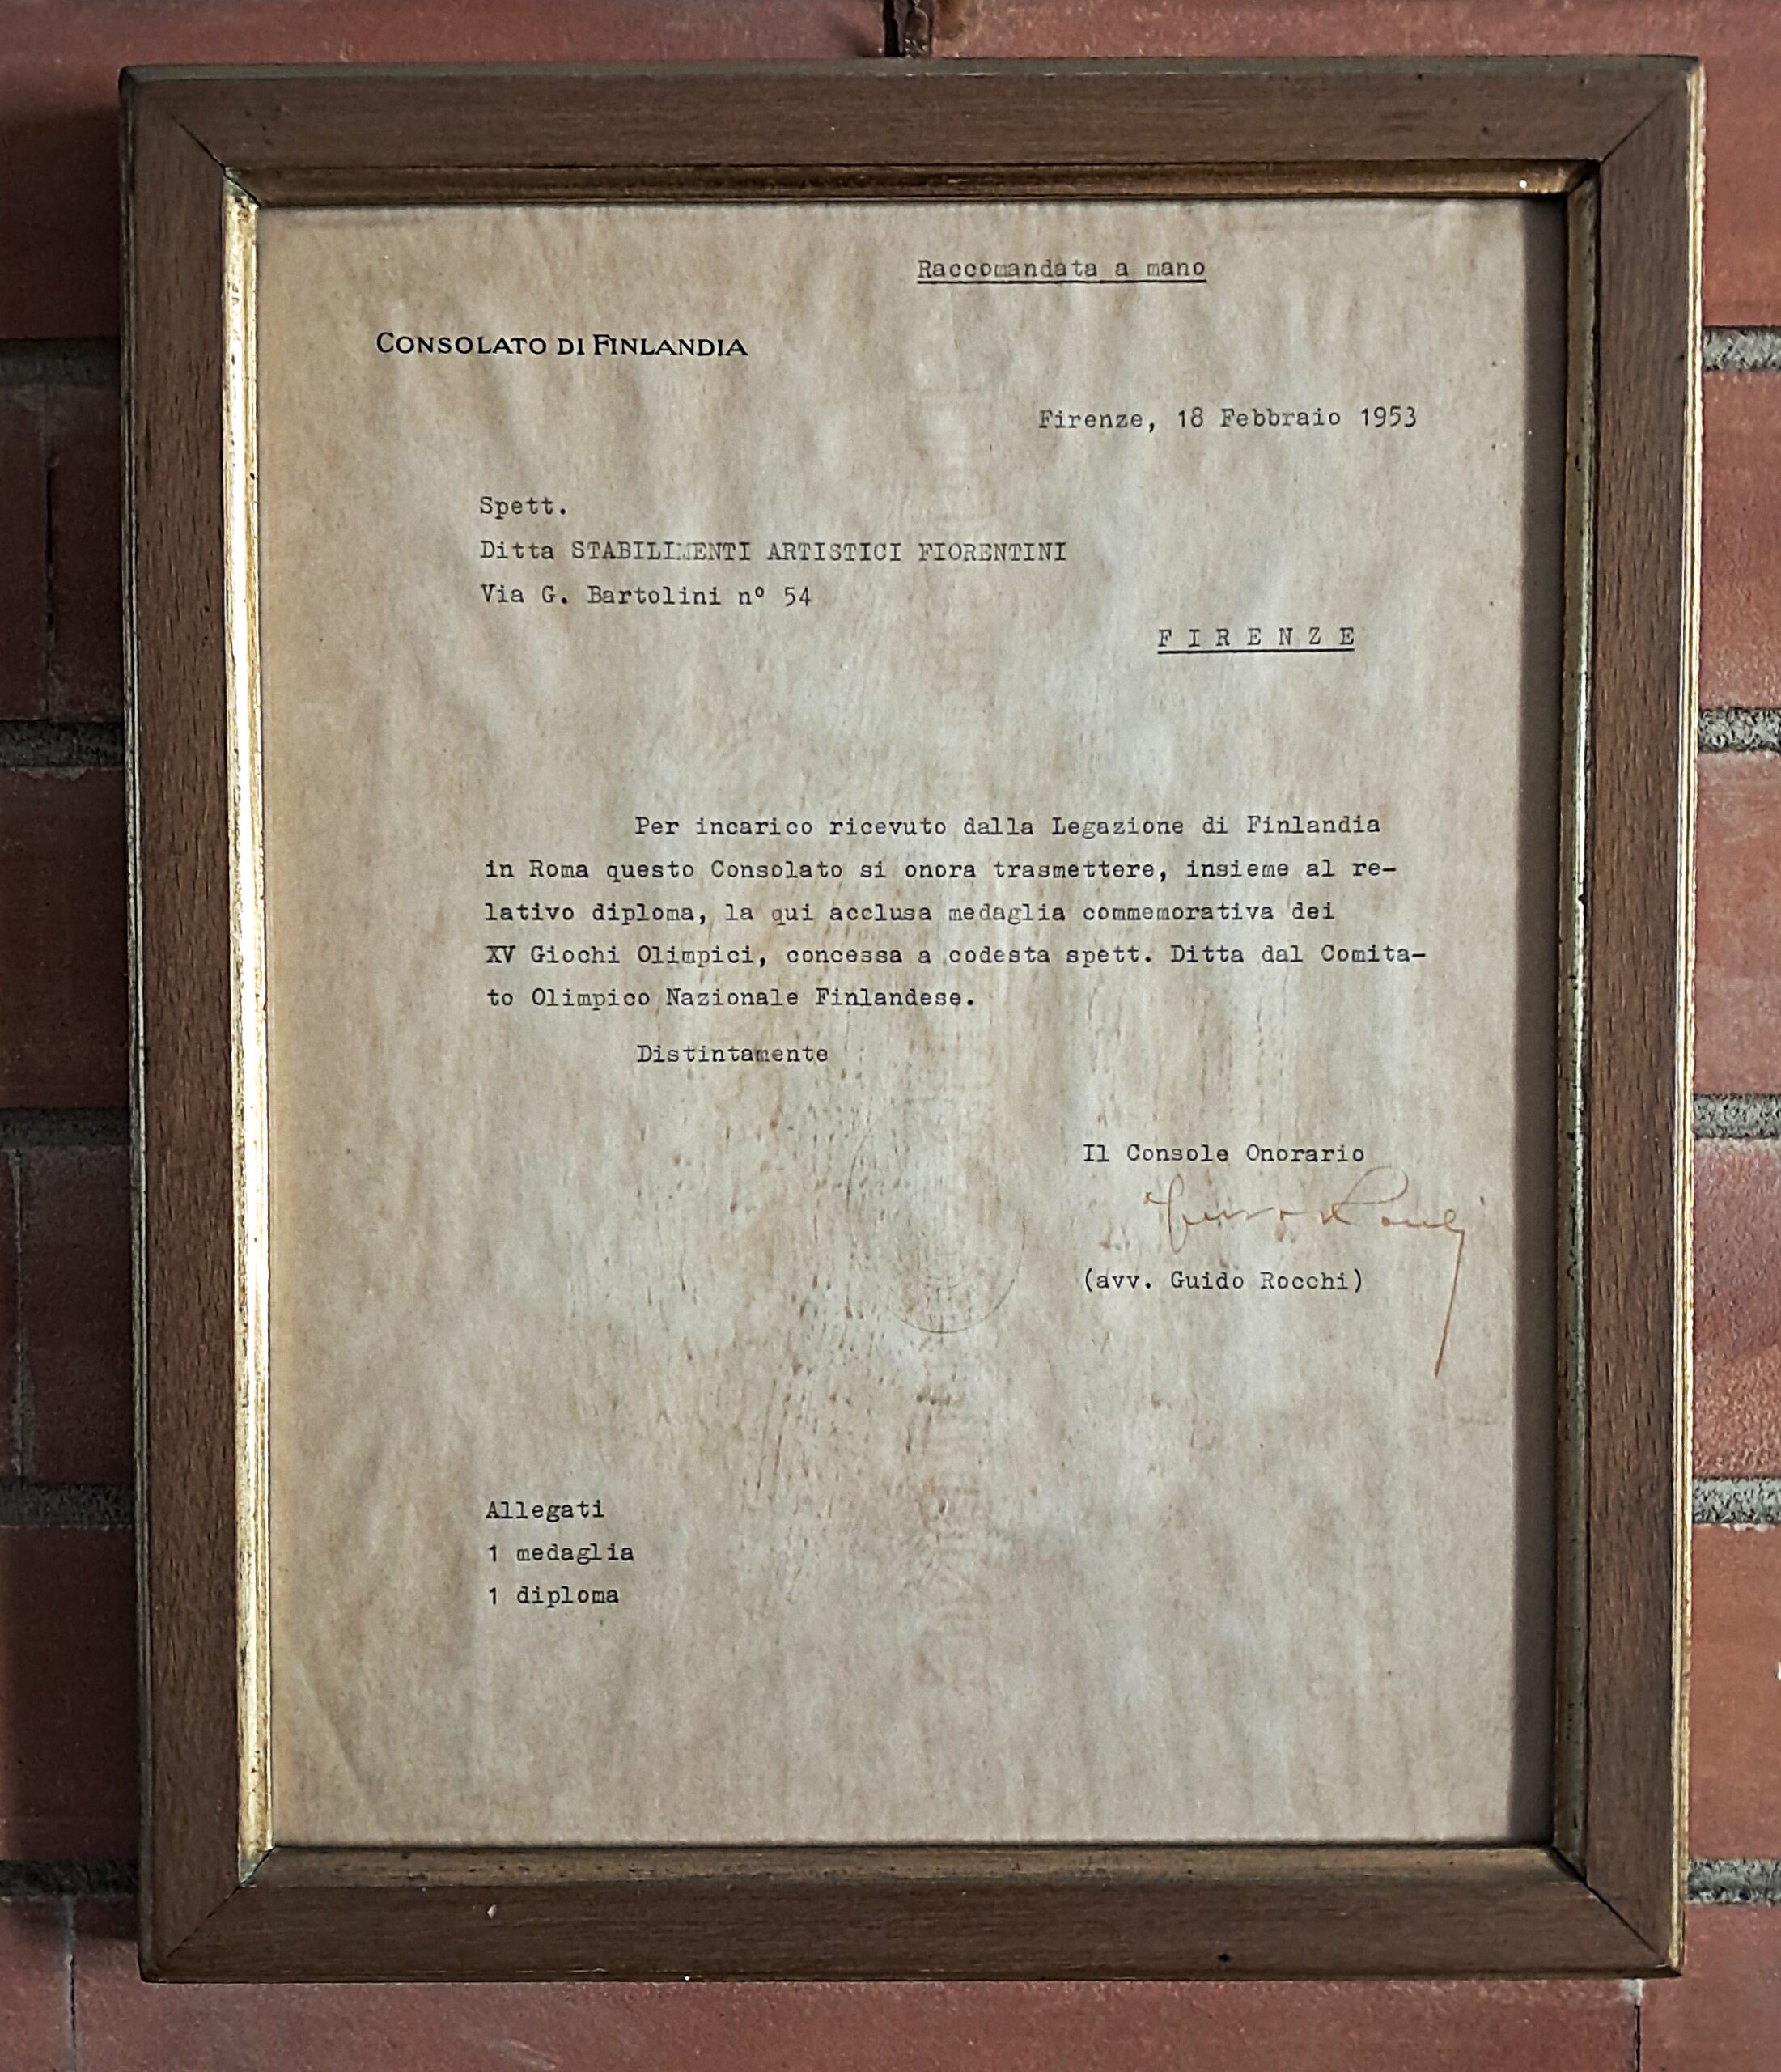 Raccomandata a mano
CONSOLATO DI FINLANDIA
Firenze, 18 Febbraio 1953
Spett.
Ditta STABILIMENTI ARTISTICI FIORENTINI
Via G. Bartolini nº 54
F I R E N Z E
Per incarico ricevuto dalla Legazione di Finlandia
in Roma questo Consolato si onora trasmettere, insieme al re-
lativo diploma, la qui acclusa medaglia commemorativa dei
XV Giochi Olimpici, concessa a codesta spett. Ditta dal Comita-
to Olimpico Nazionale Finlandese.
Distintamente
Il Console Onorario
(avv. Guido Rocchi)
Allegati
1 medaglia
1 diploma